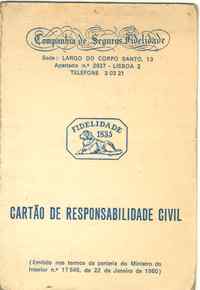 Companhia de Seguros Fidelidade
Sede: LARGO DO CORPO SANTO, 13
Apartado n.º 2027 - LISBOA 2
TELEFONE 3 03 21
FIDELIDADE
1835
CARTÃO DE RESPONSABILIDADE CIVIL
(Emitido nos termos da portaria do Ministro do
Interior n.º 17546, de 22 de Janeiro de 1960)